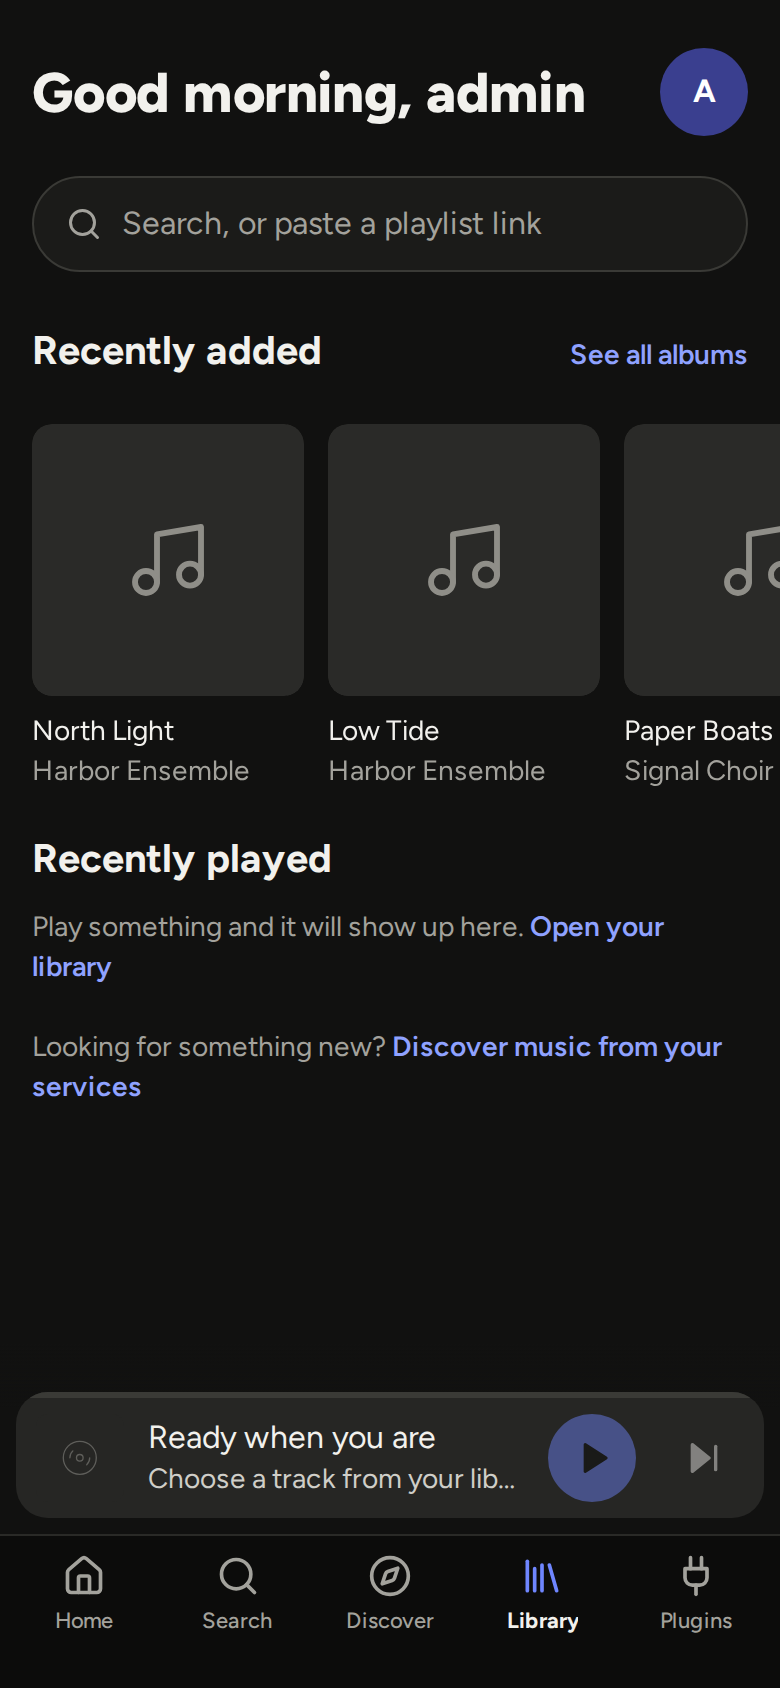 Good morning, admin
A
Search, or paste a playlist link
Recently added
See all albums
North Light
Harbor Ensemble
Low Tide
Harbor Ensemble
Paper Boats
Signal Choir
Recently played
Play something and it will show up here. Open your
library
Looking for something new? Discover music from your
services
Ready when you are
Choose a track from your lib...
Home
Search
Discover
Library
Plugins